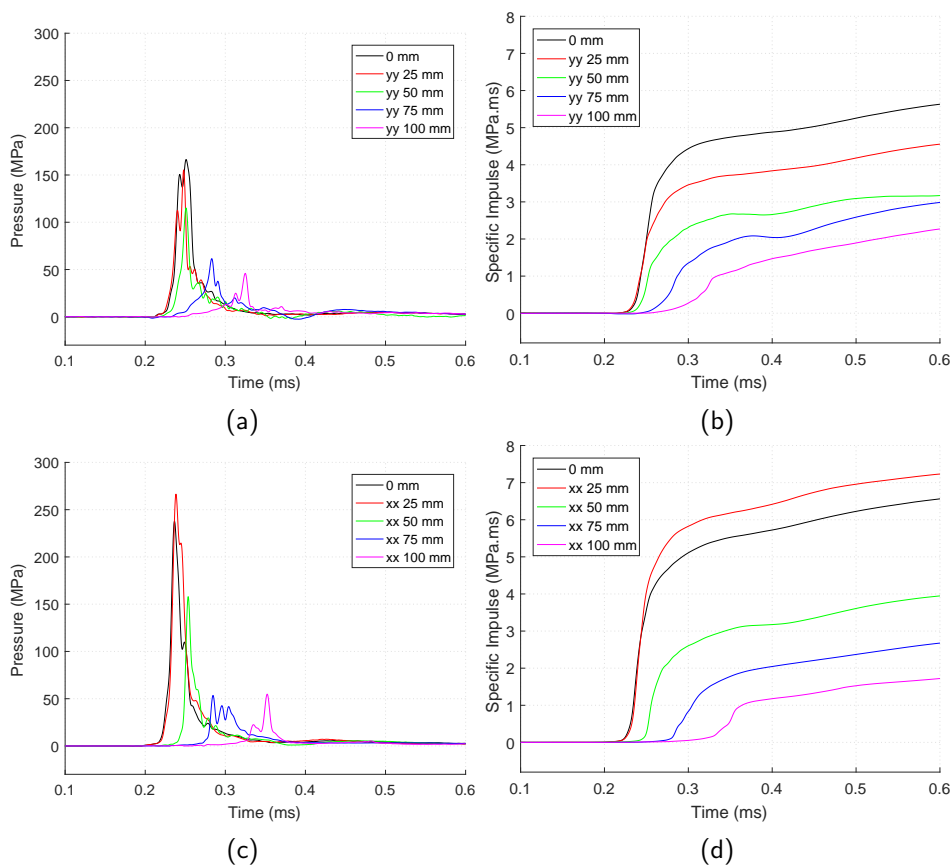 300
250
200
150
100
50
0
Pressure (MPa)
0 mm
yy 25 mm
yy 50 mm
yy 75 mm
yy 100 mm
0.1 0.2 0.3 0.4 0.5 0.6
Time (ms)
(a)
8
7
6
5
4
3
2
1
0
Specific Impulse (MPa.ms)
0 mm
yy 25 mm
yy 50 mm
yy 75 mm
yy 100 mm
0.1 0.2 0.3 0.4 0.5 0.6
Time (ms)
(b)
300
250
200
150
100
50
0
Pressure (MPa)
0 mm
xx 25 mm
xx 50 mm
xx 75 mm
xx 100 mm
0.1 0.2 0.3 0.4 0.5 0.6
Time (ms)
(c)
8
7
6
5
4
3
2
1
0
Specific Impulse (MPa.ms)
0 mm
xx 25 mm
xx 50 mm
xx 75 mm
xx 100 mm
0.1 0.2 0.3 0.4 0.5 0.6
Time (ms)
(d)